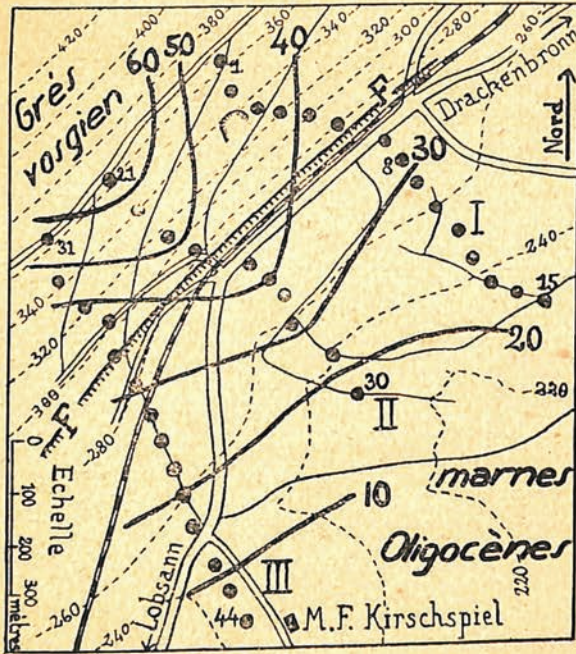 420
400
380
360
340
320
300
280
260
60
50
40
1
F
Drackenbronn
Nord
Grès
vosgien
8
30
21
I
31
240
15
340
320
20
300
30
II
220
F
280
0
Echelle
100
200
300
mètres
marnes
10
Oligocènes
III
220
Lobsann
260
240
44
M.F. Kirschspiel